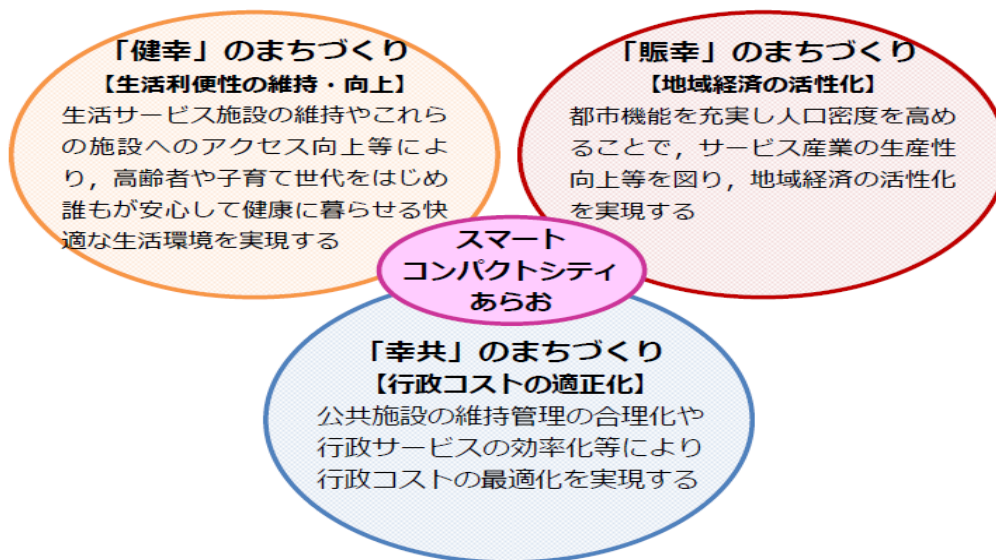 「健幸」のまちづくり
【生活利便性の維持・向上】
生活サービス施設の維持やこれら
の施設へのアクセス向上等によ
り，高齢者や子育て世代をはじめ
誰もが安心して健康に暮らせる快
適な生活環境を実現する
「賑幸」のまちづくり
【地域経済の活性化】
都市機能を充実し人口密度を高め
ることで，サービス産業の生産性
向上等を図り，地域経済の活性化
を実現する
スマート
コンパクトシティ
あらお
「幸共」のまちづくり
【行政コストの適正化】
公共施設の維持管理の合理化や
行政サービスの効率化等により
行政コストの最適化を実現する